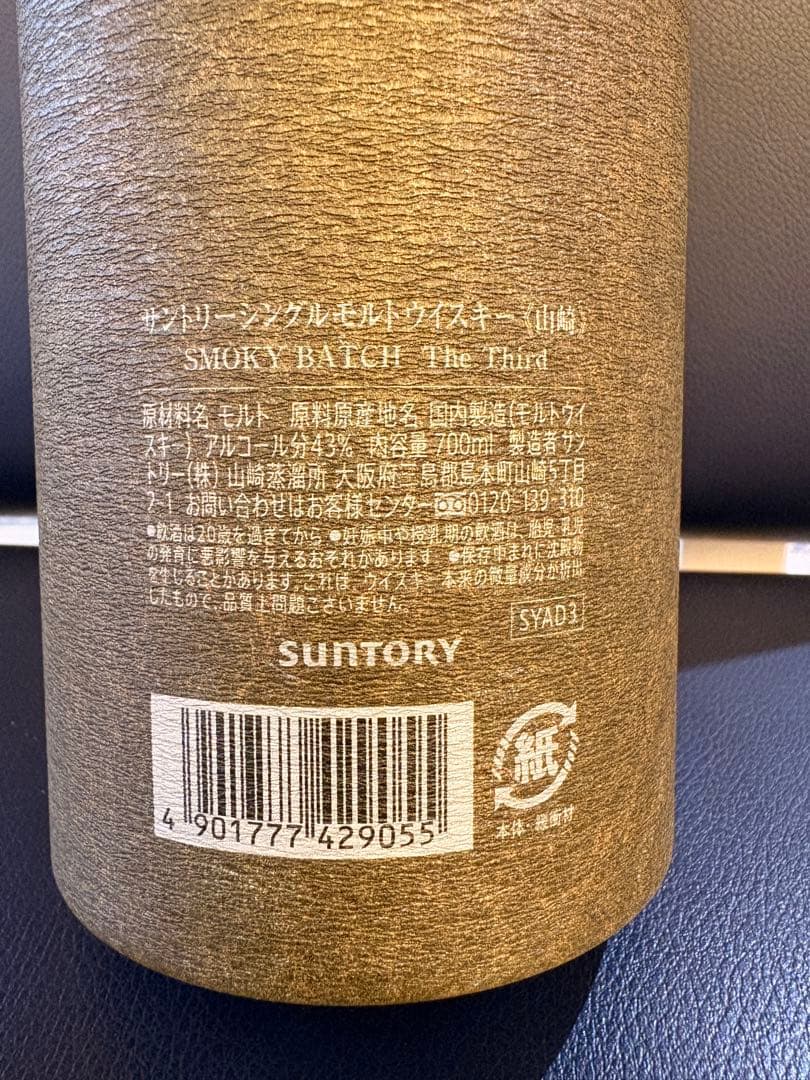 サントリーシングルモルトウイスキー《山崎》
SMOKY BATCH The Third
原材料名 モルト 原料原産地名 国内製造(モルトウイ
スキー) アルコール分43% 内容量700ml 製造者サン
トリー(株) 山崎蒸溜所 大阪府三島郡島本町山崎5丁目
2-1 お問い合わせはお客様センター 0120-139-310
●飲酒は20歳を過ぎてから ●妊娠中や授乳期の飲酒は、胎児・乳児
の発育に悪影響を与えるおそれがあります ●保存中まれに沈殿物
を生じることがあります。これは、ウイスキー本来の微量成分が析出
したもので、品質上問題ございません。
SYAD3
SUNTORY
4 901777 429055
紙
本体・緩衝材